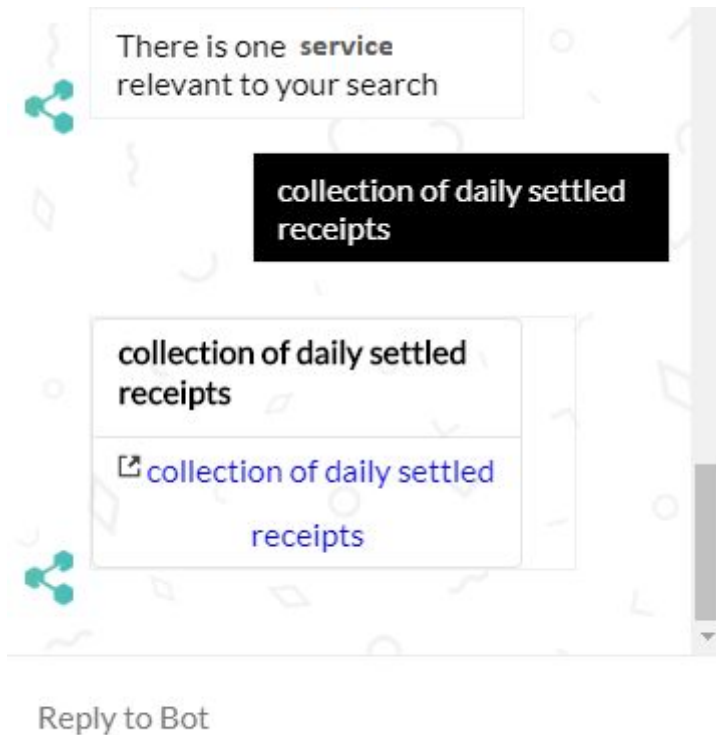 There is one service
relevant to your search
collection of daily settled
receipts
collection of daily settled
receipts
collection of daily settled
receipts
Reply to Bot